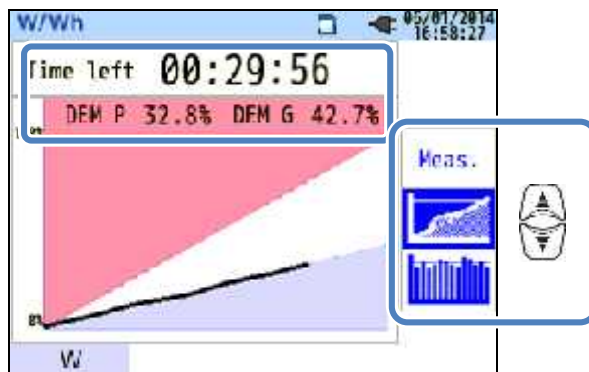 W/Wh 05/01/2014
16:58:27
Time left 00:29:56
DEM P 32.8% DEM G 42.7%
Meas.
0%
W